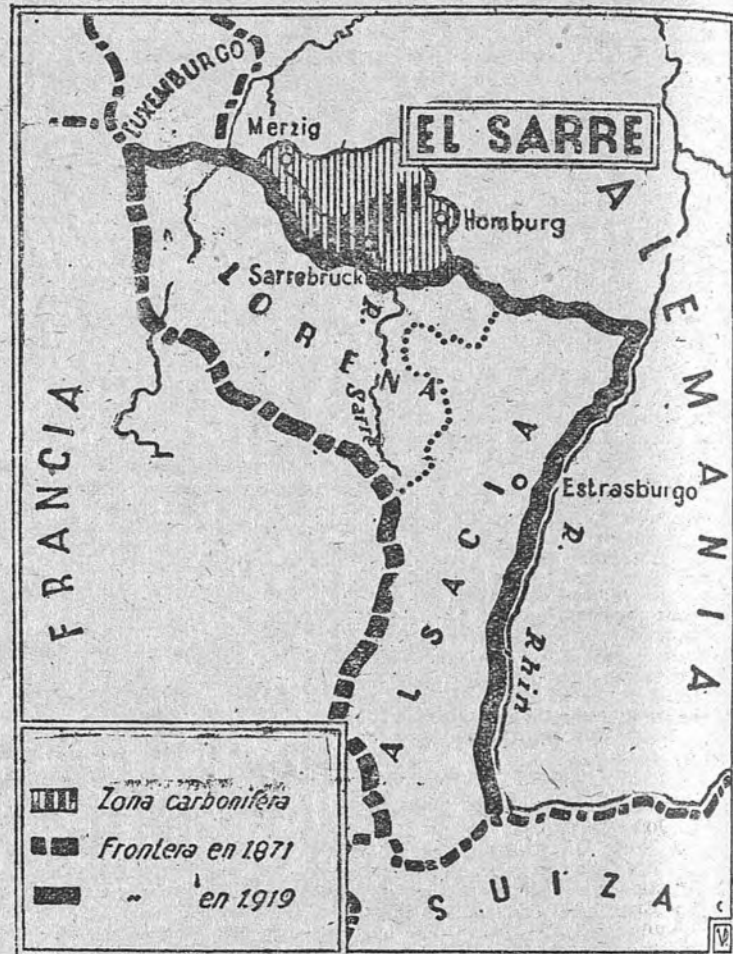 LUXEMBURGO
Merzig
EL SARRE
Homburg
Sarrebruck
ALEMANIA
LORENA
R. Sarre
FRANCIA
ALSACIA
Estrasburgo
R. Rhin
Zona carbonífera
Frontera en 1871
" en 1919
SUIZA